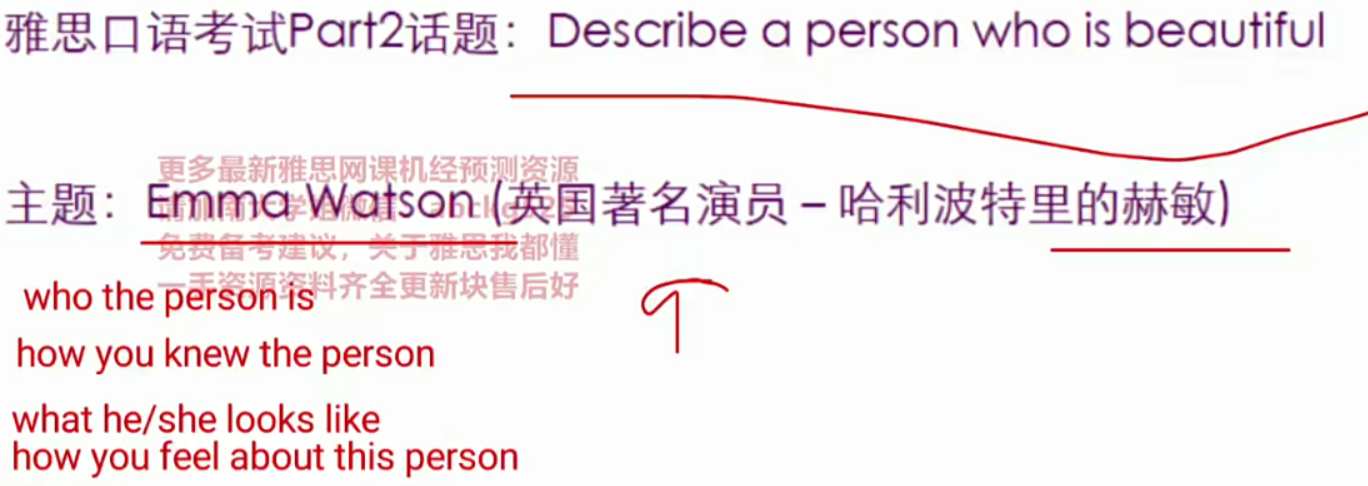 雅思口语考试Part2话题：Describe a person who is beautiful
更多最新雅思网课机经预测资源
主题：Emma Watson (英国著名演员 – 哈利波特里的赫敏)
免费备考建议，关于雅思我都懂
一手资源资料齐全更新块售后好
who the person is
how you knew the person
what he/she looks like
how you feel about this person